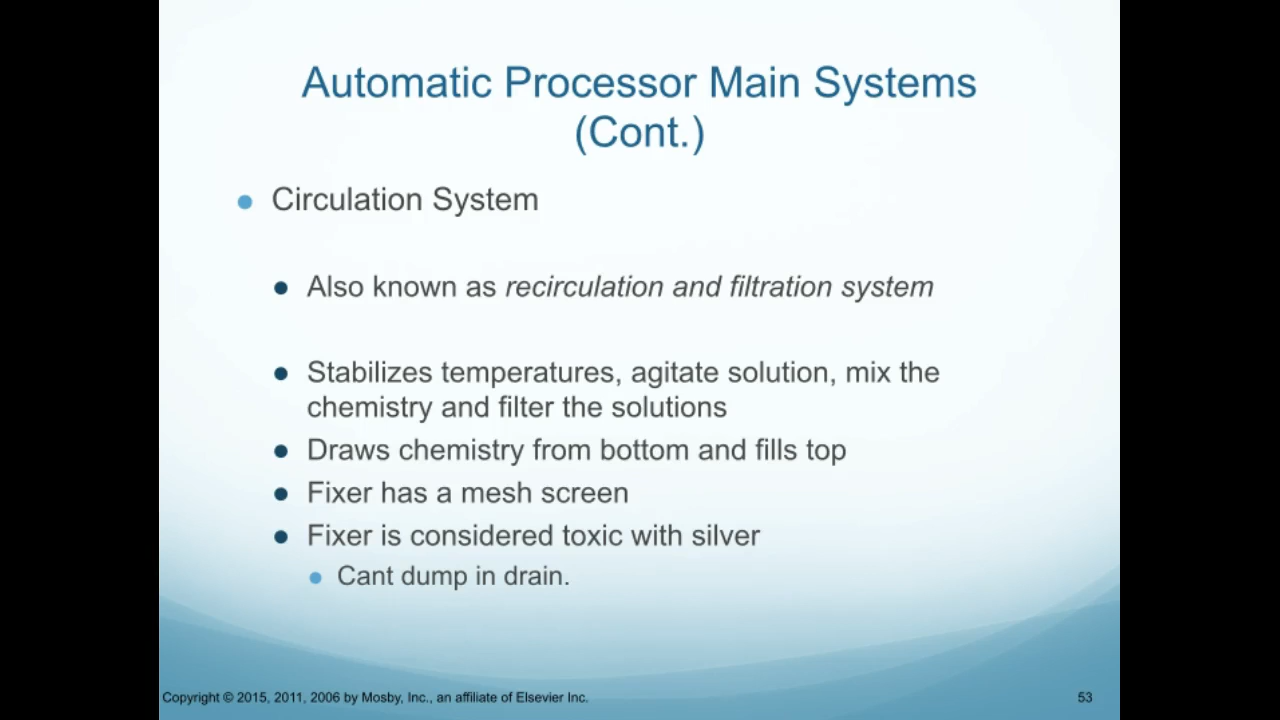 Automatic Processor Main Systems
(Cont.)
Circulation System
Also known as recirculation and filtration system
Stabilizes temperatures, agitate solution, mix the
chemistry and filter the solutions
Draws chemistry from bottom and fills top
Fixer has a mesh screen
Fixer is considered toxic with silver
Cant dump in drain.
Copyright © 2015, 2011, 2006 by Mosby, Inc., an affiliate of Elsevier Inc.
53